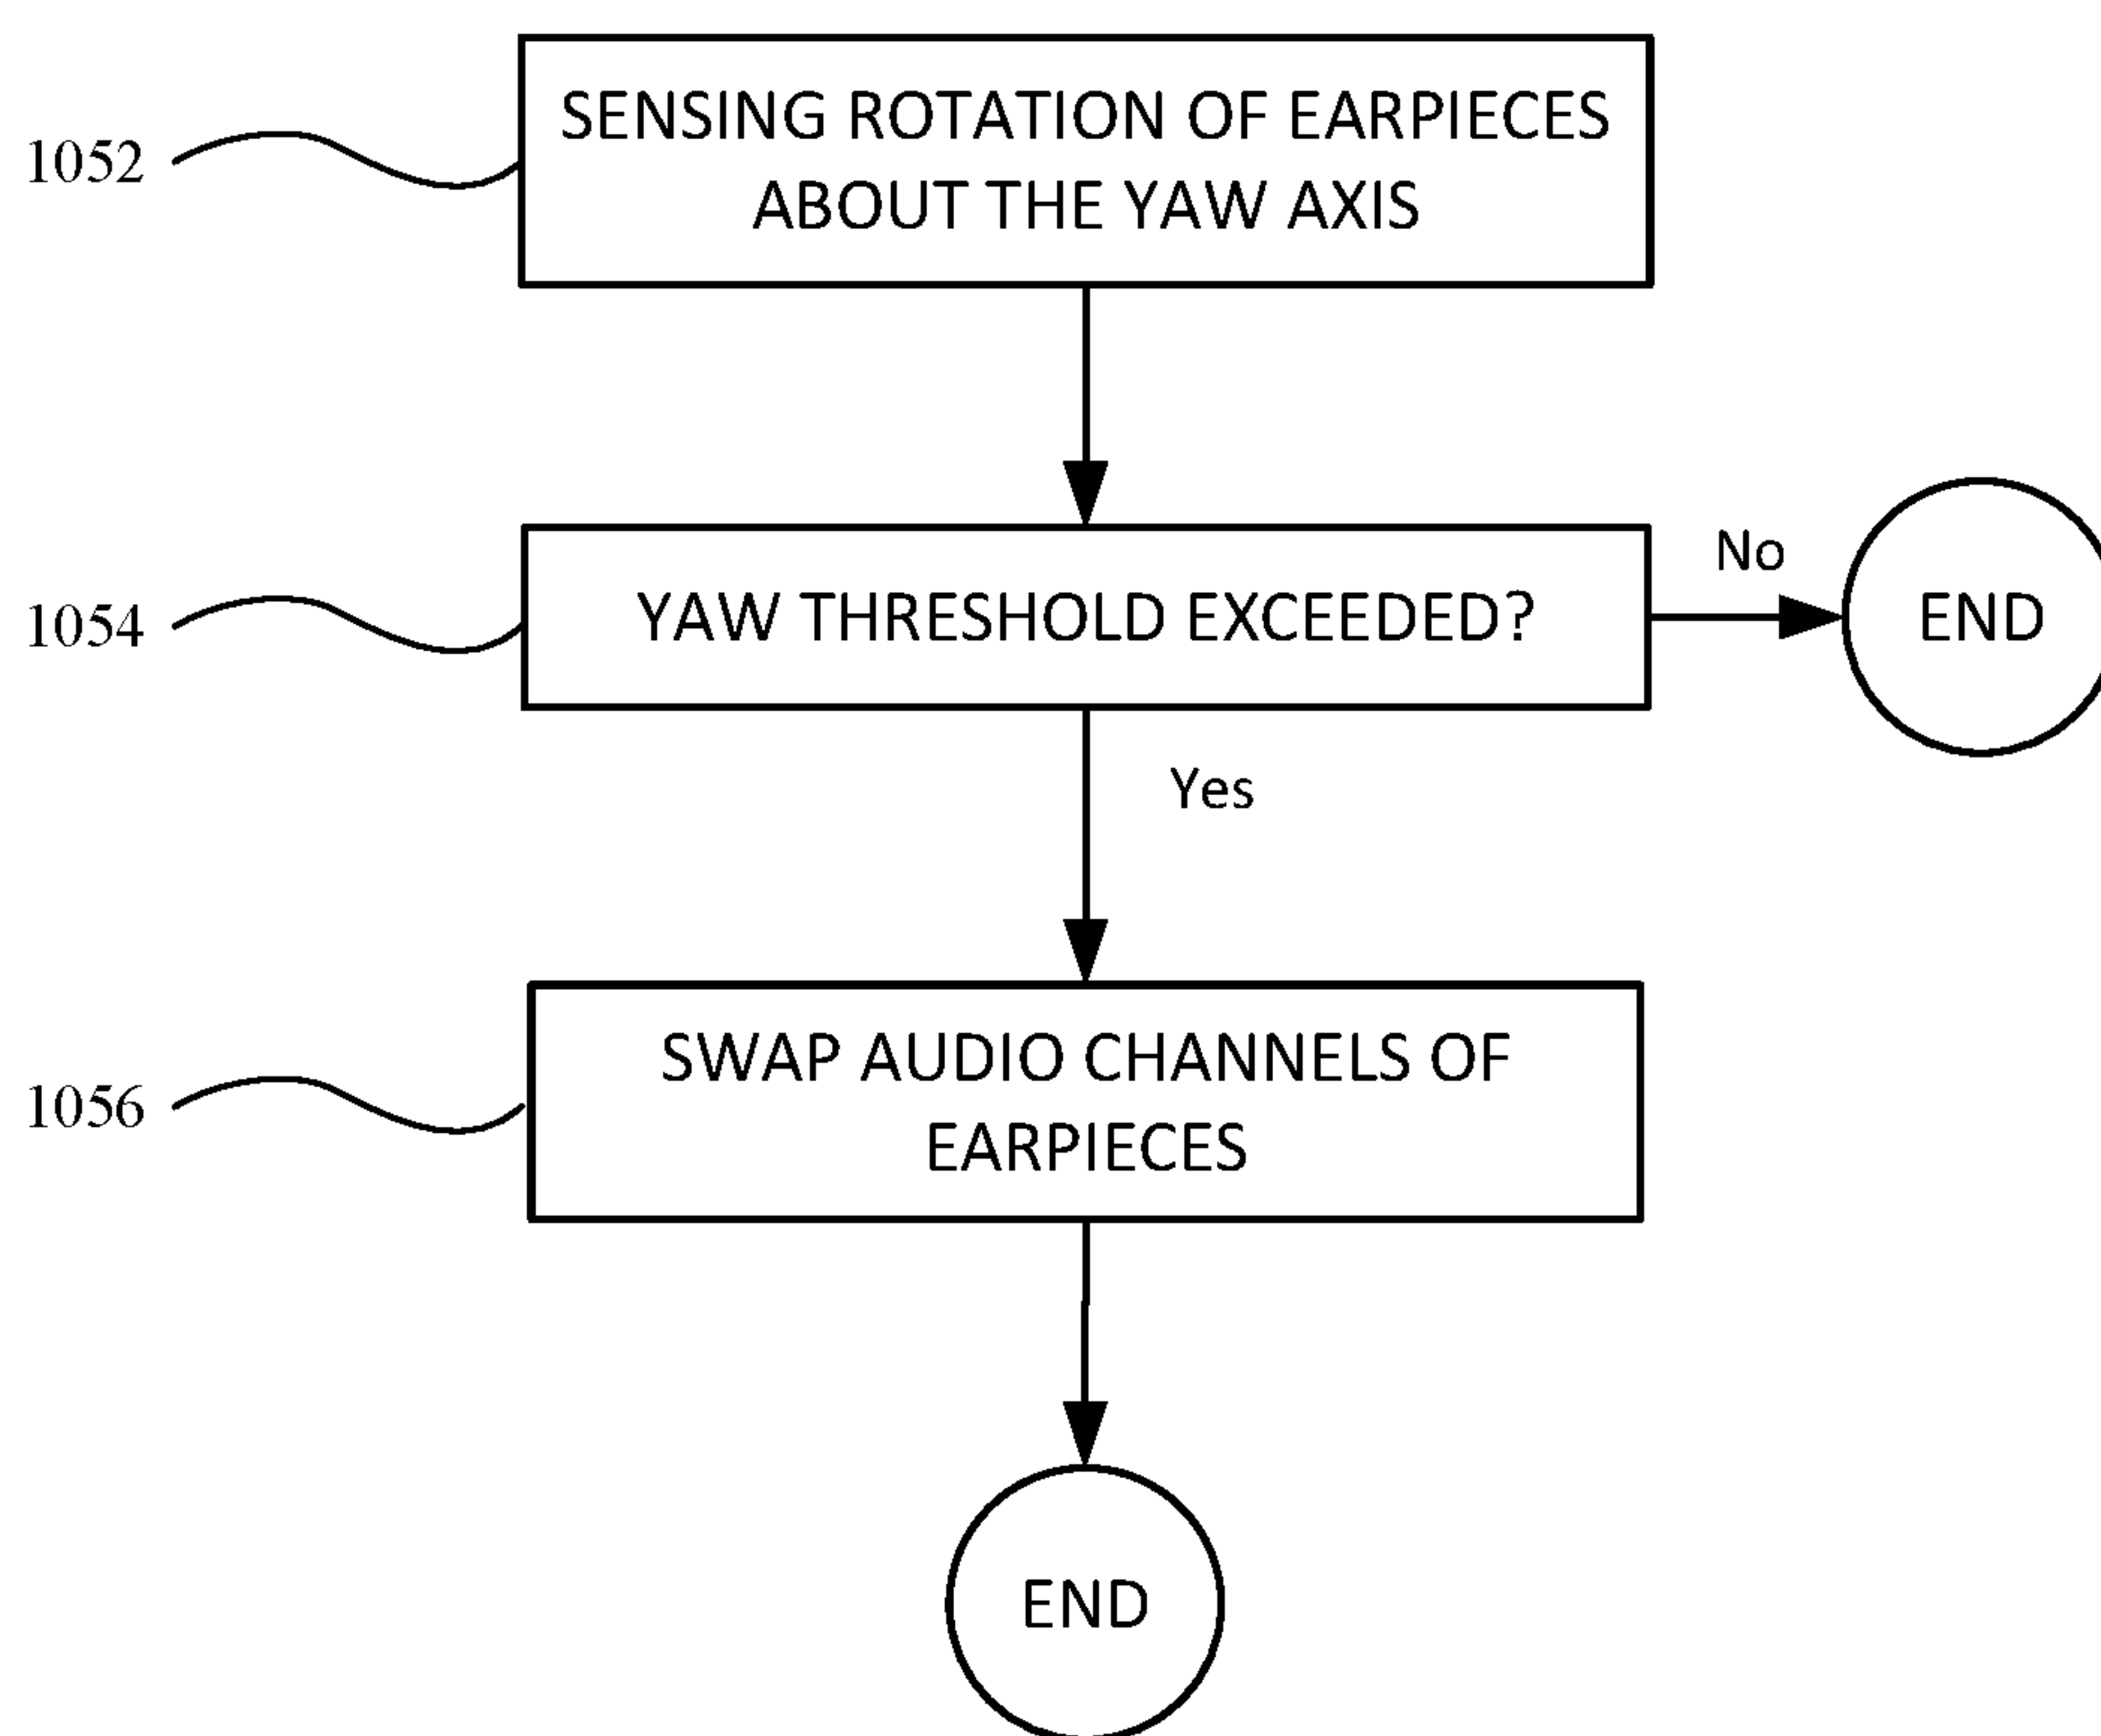 1052
SENSING ROTATION OF EARPIECES
ABOUT THE YAW AXIS
1054
YAW THRESHOLD EXCEEDED?
No
END
Yes
1056
SWAP AUDIO CHANNELS OF
EARPIECES
END